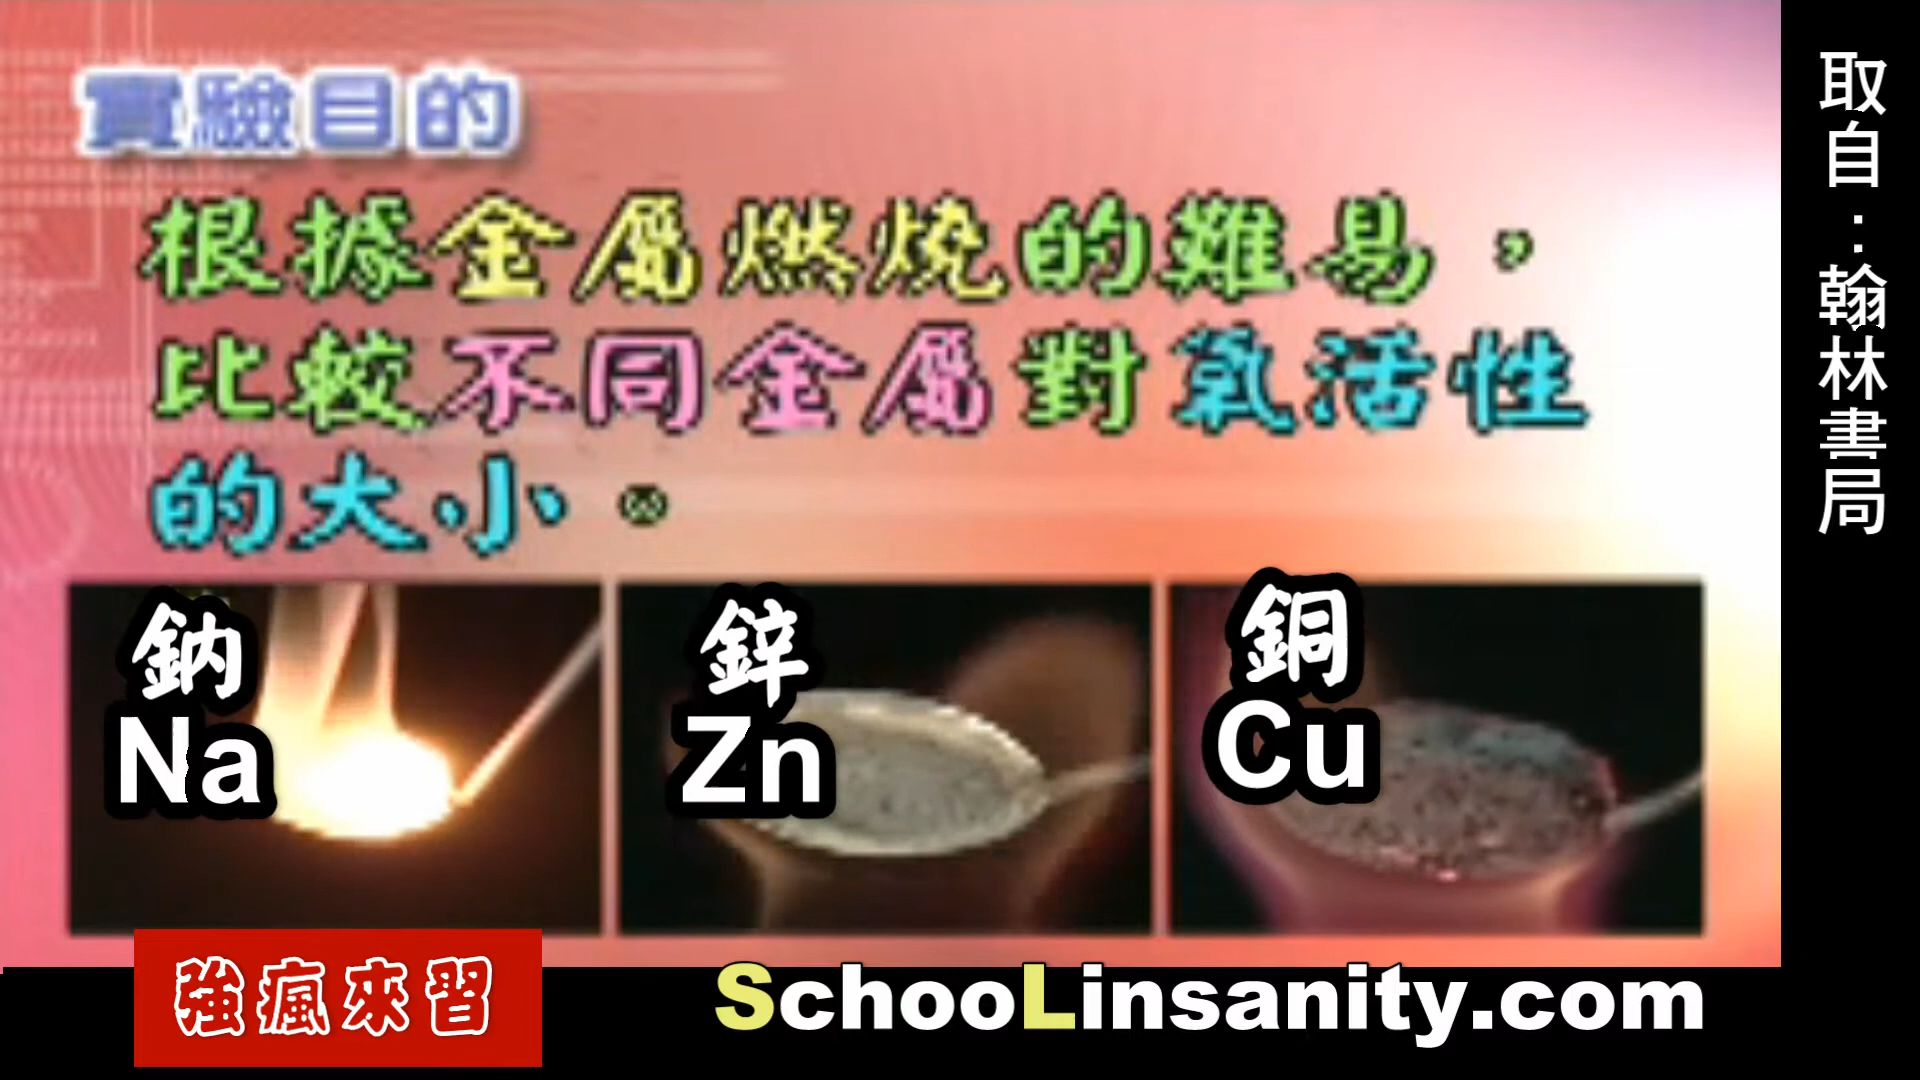 實驗目的
根據金屬燃燒的難易，
比較不同金屬對氧活性
的大小。
鈉
Na
鋅
Zn
銅
Cu
取自：翰林書局
強瘋來習
SchooLinsanity.com